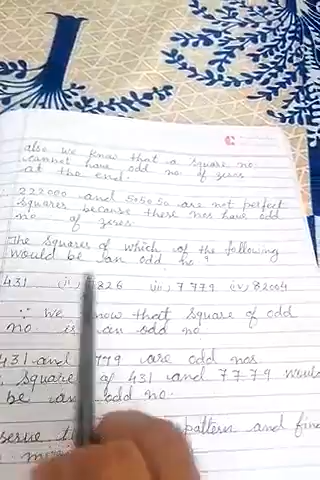 also we know that a square no.
cannot have odd no. of zeros
at the end.
222000 and 505050 are not perfect
squares because these nos have odd
no of zeros.
The squares of which of the following
would be an odd no?
431 (ii) 826 iii) 7779 iv) 82004
∵ we know that square of odd
no is an odd no
431 and 779 are odd nos.
square of 431 and 7779 would
be an odd no.
serve pattern and find